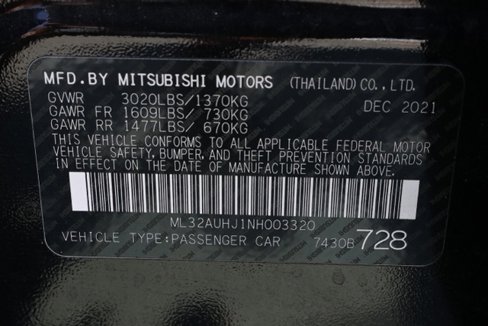 MFD.BY MITSUBISHI MOTORS (THAILAND)CO.,LTD.
GVWR 3020LBS/1370KG DEC 2021
GAWR FR 1609LBS/ 730KG
GAWR RR 1477LBS/ 670KG
THIS VEHICLE CONFORMS TO ALL APPLICABLE FEDERAL MOTOR
VEHICLE SAFETY, BUMPER, AND THEFT PREVENTION STANDARDS
IN EFFECT ON THE DATE OF MANUFACTURE SHOWN ABOVE.
ML32AUHJ1NH003320
VEHICLE TYPE:PASSENGER CAR 7430B 728